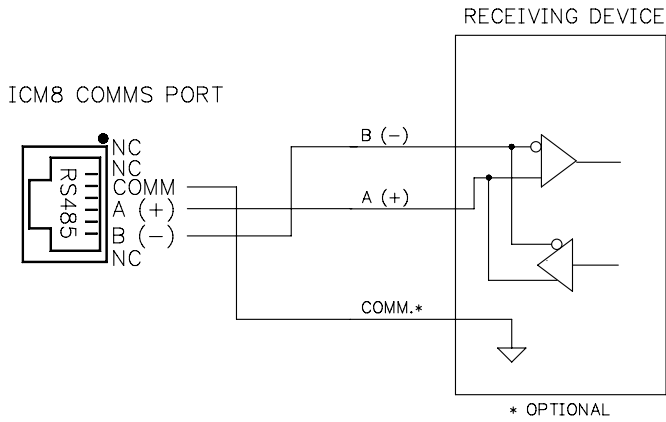 RECEIVING DEVICE
ICM8 COMMS PORT
NC
NC
COMM
A (+)
B (-)
NC
RS485
B (-)
A (+)
COMM.*
* OPTIONAL